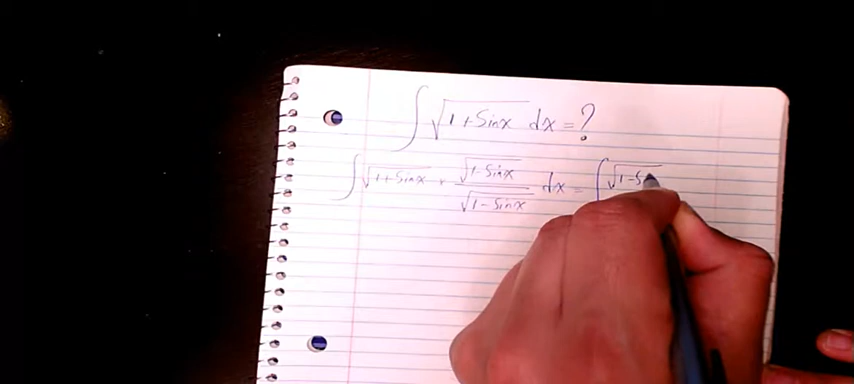 ∫ √(1+Sinx) dx = ?
∫ √(1+Sinx) × √(1-Sinx) / √(1-Sinx) dx = ∫ √(1-S